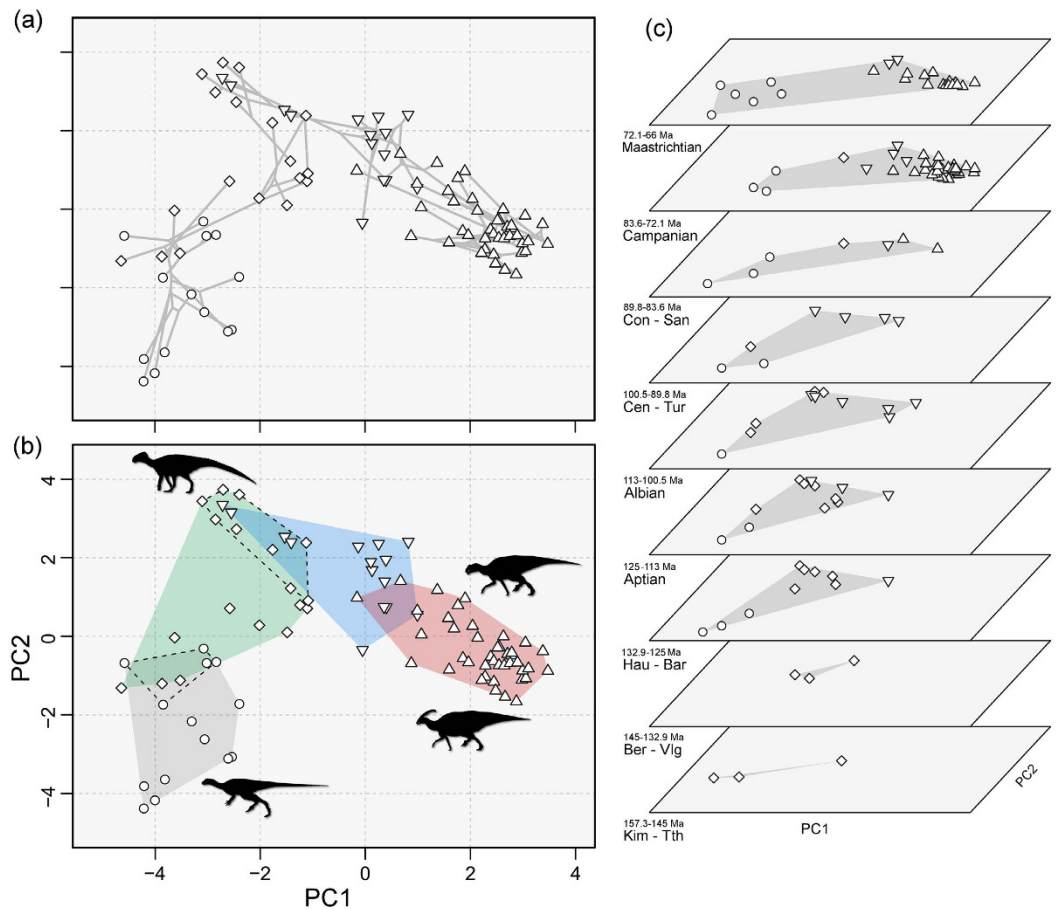 (a)
(b)
4
2
0
−2
−4
PC2
−4
−2
0
2
4
PC1
(c)
72.1-66 Ma
Maastrichtian
83.6-72.1 Ma
Campanian
89.8-83.6 Ma
Con - San
100.5-89.8 Ma
Cen - Tur
113-100.5 Ma
Albian
125-113 Ma
Aptian
132.9-125 Ma
Hau - Bar
145-132.9 Ma
Ber - Vlg
157.3-145 Ma
Kim - Tth
PC1
PC2